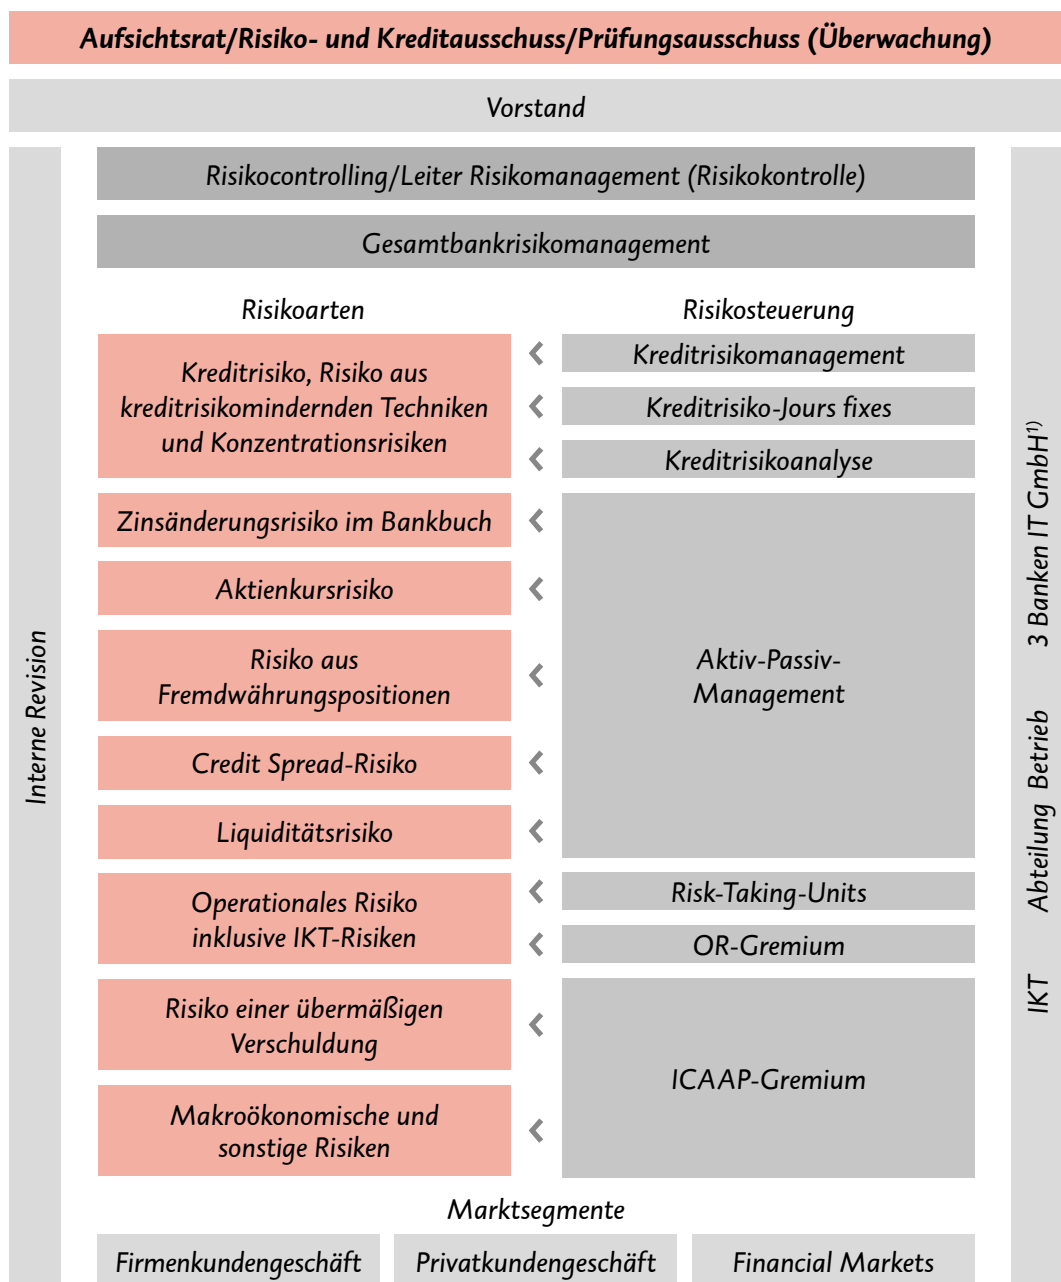 Aufsichtsrat/Risiko- und Kreditausschuss/Prüfungsausschuss (Überwachung)
Vorstand
Interne Revision
Risikocontrolling/Leiter Risikomanagement (Risikokontrolle)
Gesamtbankrisikomanagement
Risikoarten
Risikosteuerung
Kreditrisiko, Risiko aus
kreditrisikomindernden Techniken
und Konzentrationsrisiken
Kreditrisikomanagement
Kreditrisiko-Jours fixes
Kreditrisikoanalyse
Zinsänderungsrisiko im Bankbuch
Aktienkursrisiko
Risiko aus
Fremdwährungspositionen
Credit Spread-Risiko
Liquiditätsrisiko
Aktiv-Passiv-
Management
Operationales Risiko
inklusive IKT-Risiken
Risk-Taking-Units
OR-Gremium
Risiko einer übermäßigen
Verschuldung
Makroökonomische und
sonstige Risiken
ICAAP-Gremium
IKT Abteilung Betrieb 3 Banken IT GmbH1)
Marktsegmente
Firmenkundengeschäft
Privatkundengeschäft
Financial Markets